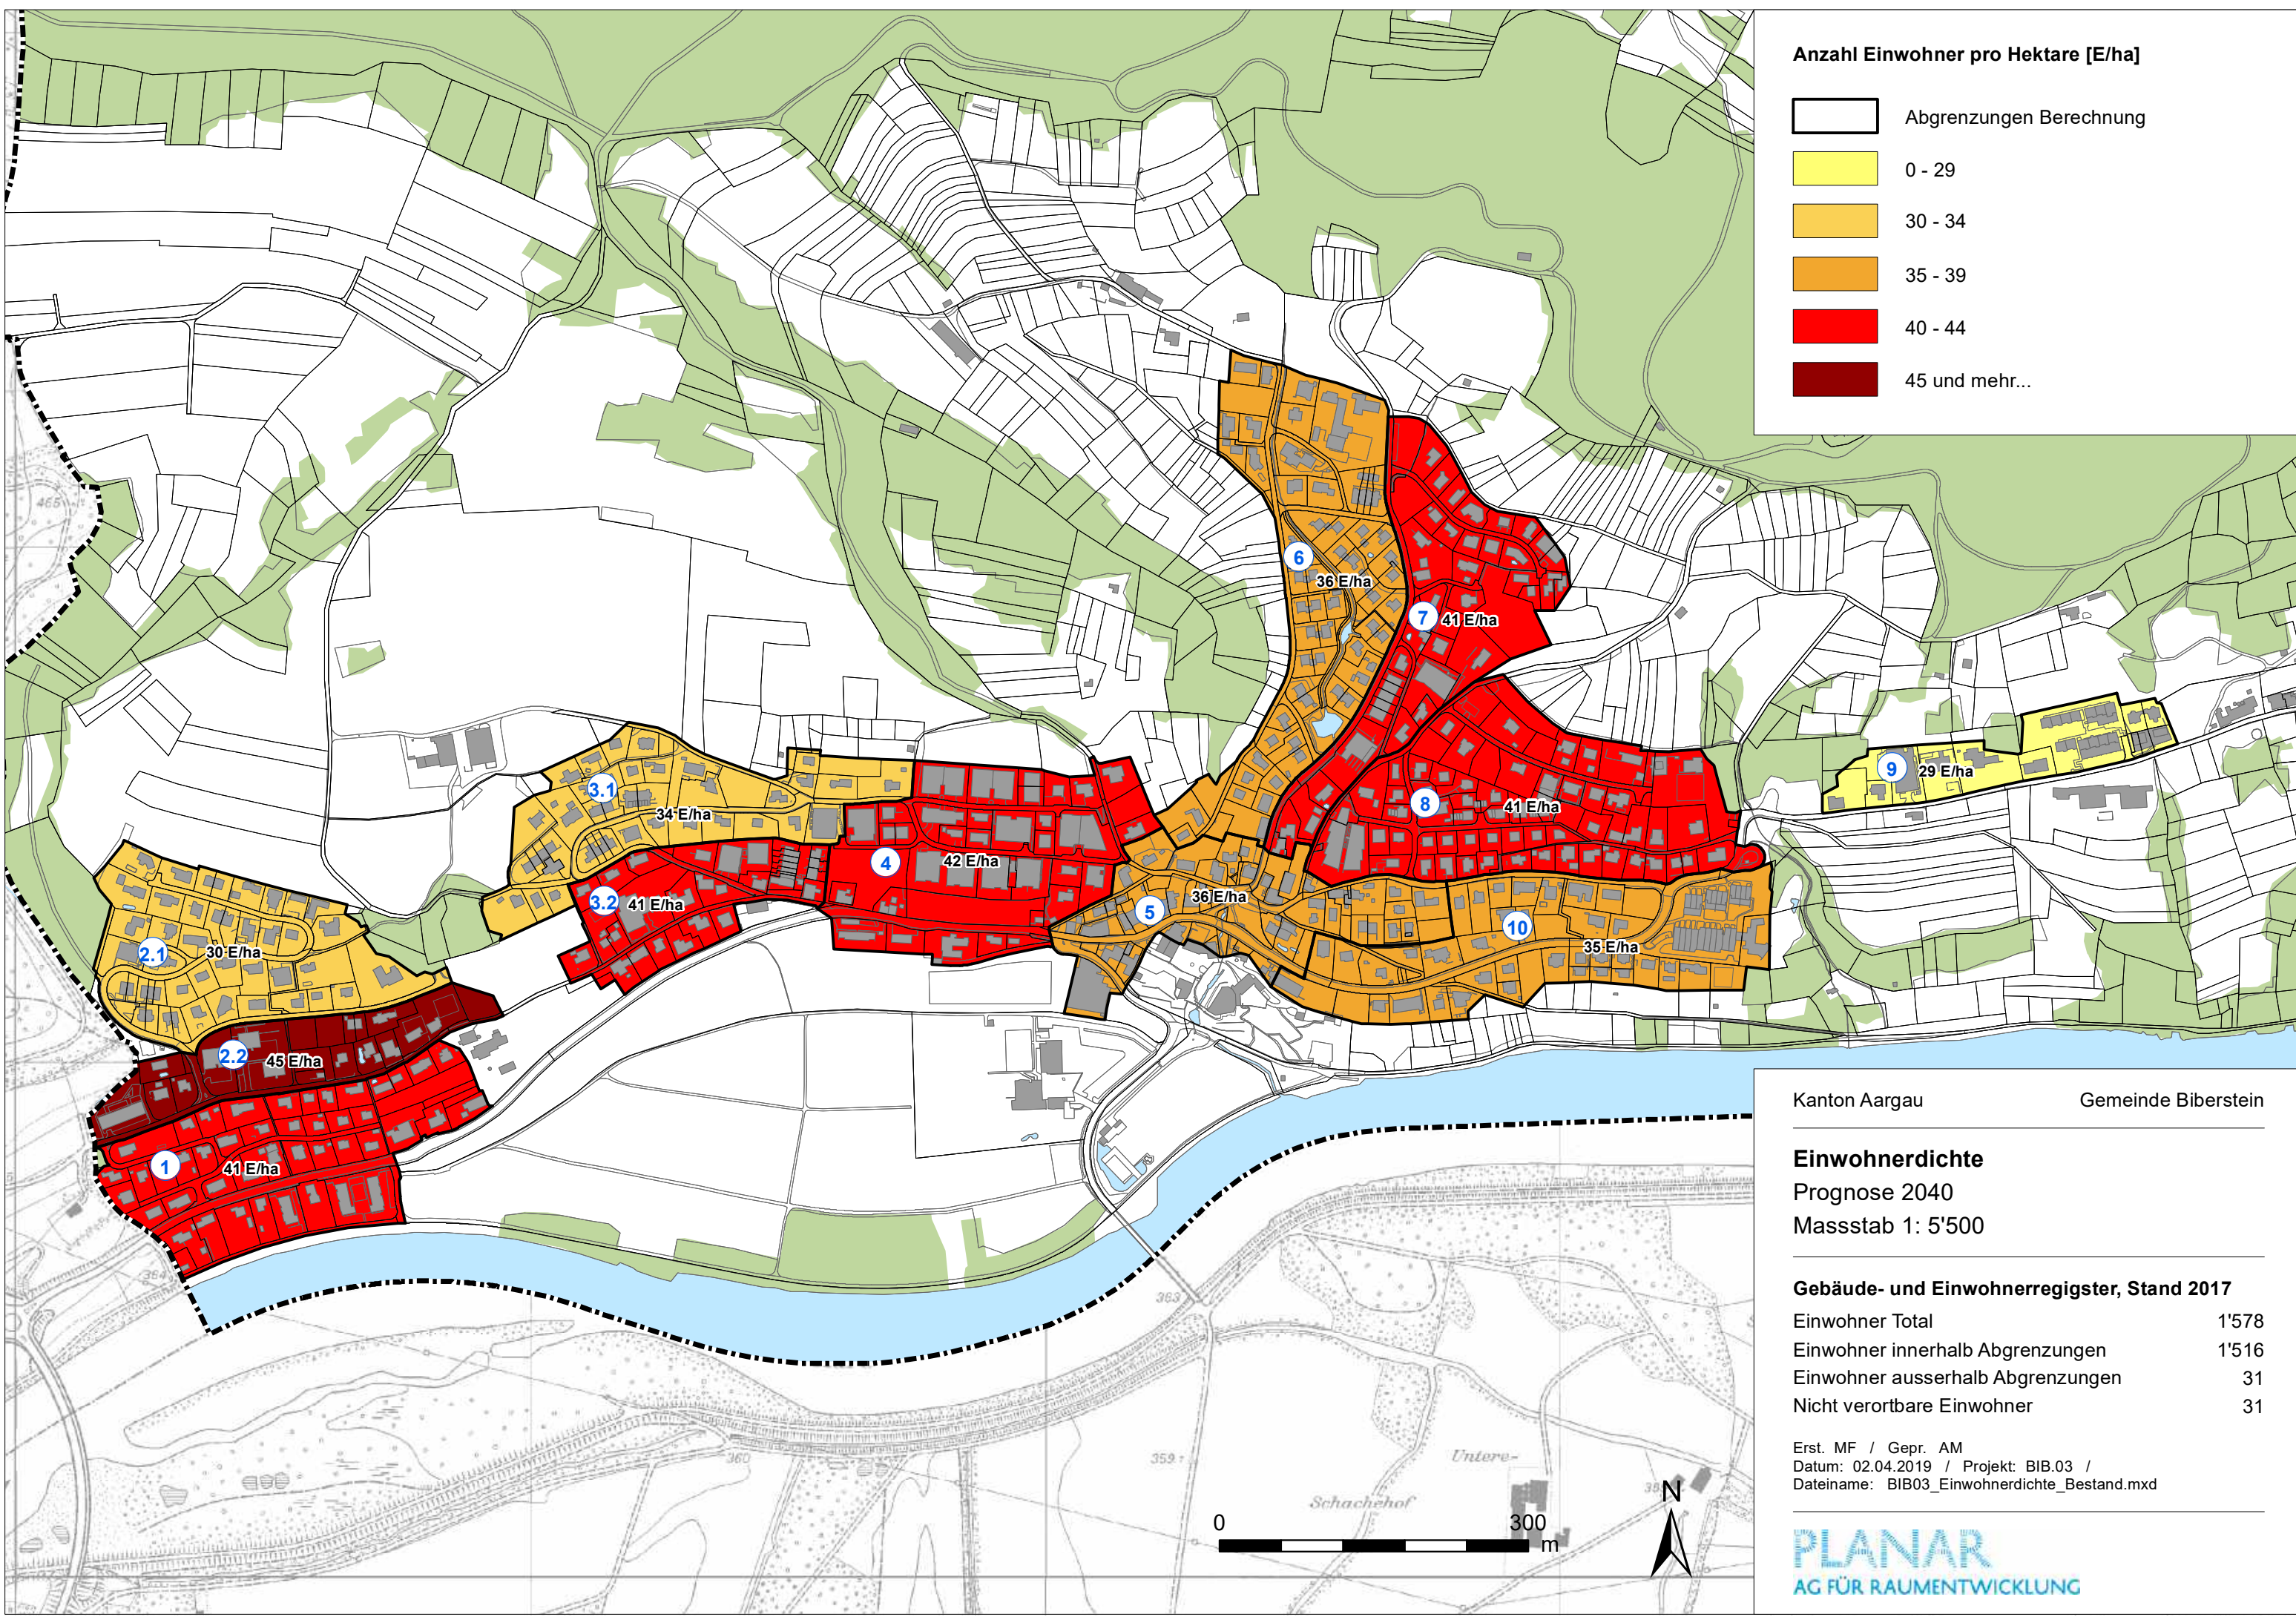 Anzahl Einwohner pro Hektare [E/ha]
Abgrenzungen Berechnung
0 - 29
30 - 34
35 - 39
40 - 44
45 und mehr...
465
6
36 E/ha
7
41 E/ha
9
29 E/ha
3.1
34 E/ha
8
41 E/ha
4
42 E/ha
3.2
41 E/ha
5
36 E/ha
10
35 E/ha
2.1
30 E/ha
2.2
45 E/ha
1
41 E/ha
364
363
360
359
Untere-
Schachehof
0
300
m
N
Kanton Aargau
Gemeinde Biberstein
Einwohnerdichte
Prognose 2040
Massstab 1: 5'500
Gebäude- und Einwohnerregigster, Stand 2017
Einwohner Total 1'578
Einwohner innerhalb Abgrenzungen 1'516
Einwohner ausserhalb Abgrenzungen 31
Nicht verortbare Einwohner 31
Erst. MF / Gepr. AM
Datum: 02.04.2019 / Projekt: BIB.03 /
Dateiname: BIB03_Einwohnerdichte_Bestand.mxd
PLANAR
AG FÜR RAUMENTWICKLUNG